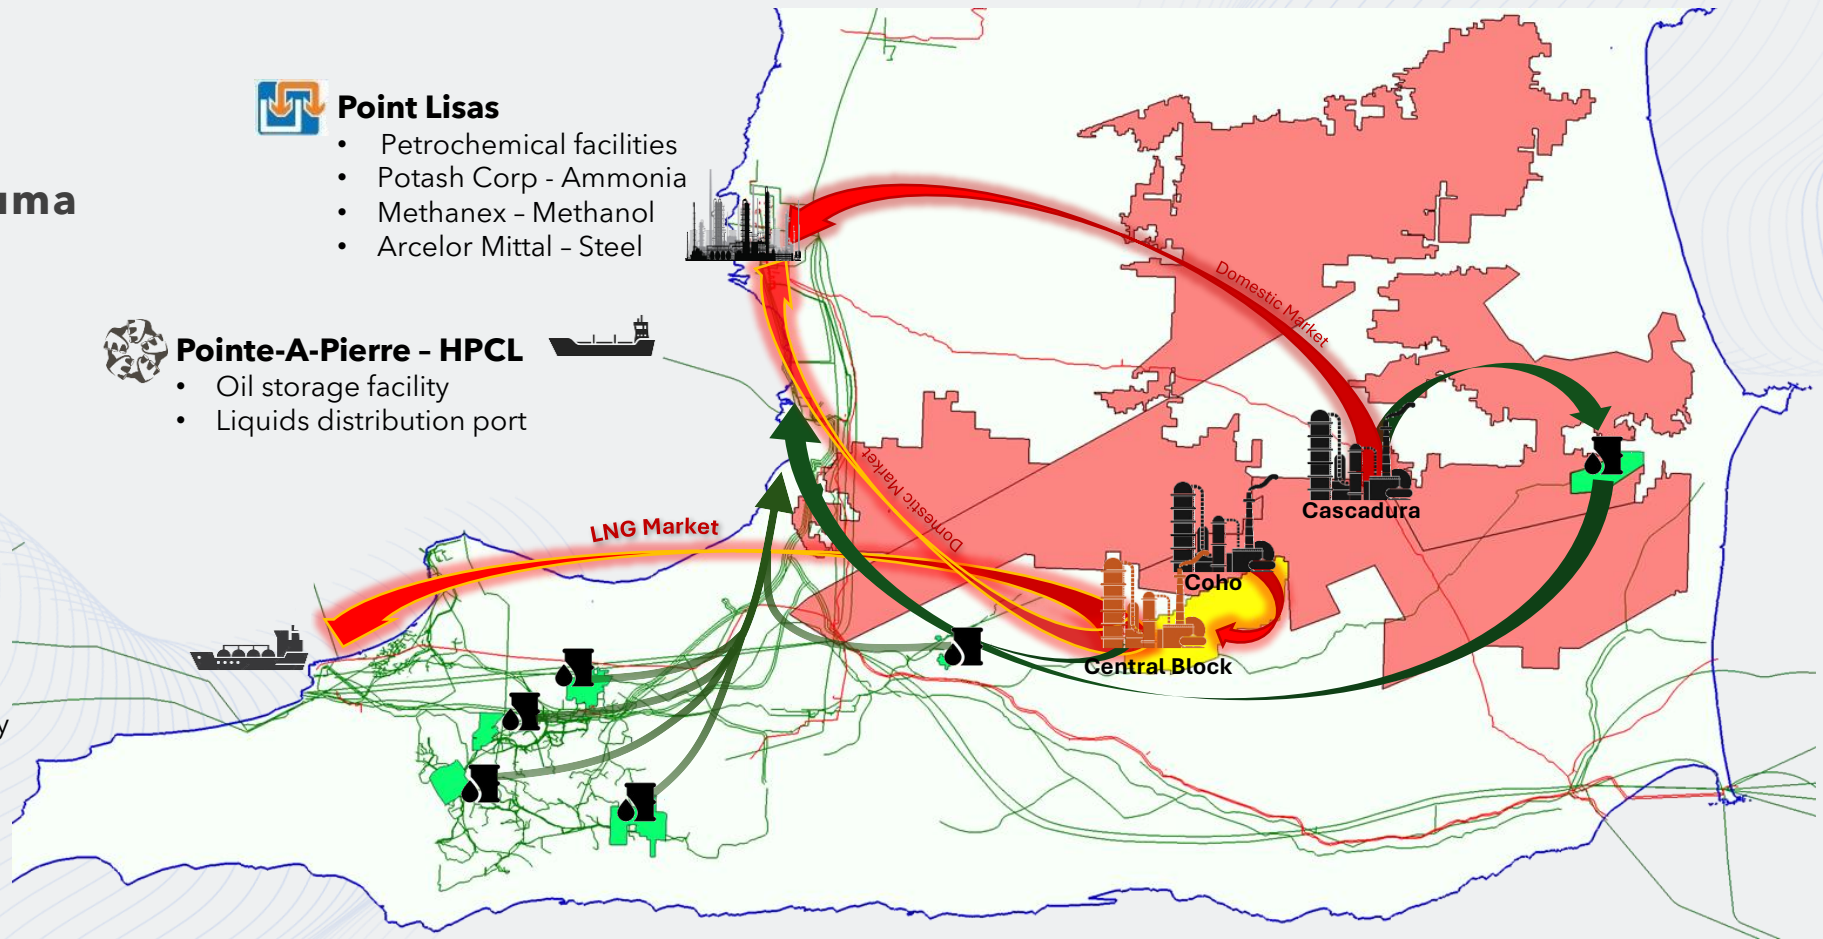 Point Lisas
• Petrochemical facilities
• Potash Corp - Ammonia
• Methanex – Methanol
• Arcelor Mittal – Steel
uma
Pointe-A-Pierre – HPCL
• Oil storage facility
• Liquids distribution port
Domestic Market
Domestic Market
Cascadura
LNG Market
Coho
Central Block
y